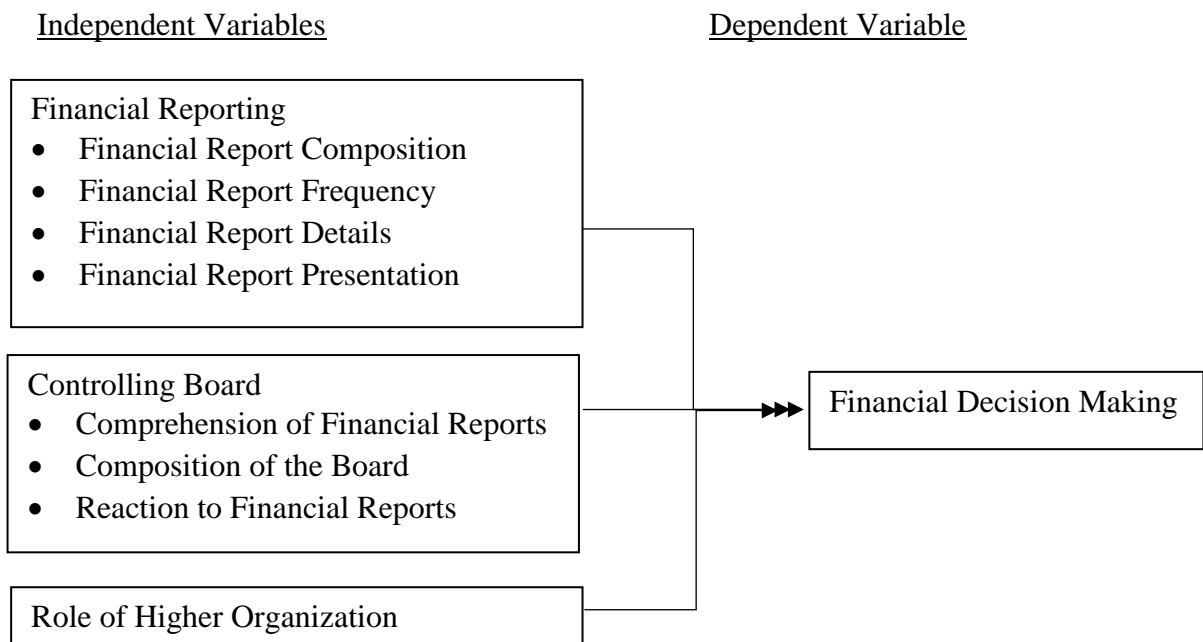 Independent Variables
Dependent Variable
Financial Reporting
• Financial Report Composition
• Financial Report Frequency
• Financial Report Details
• Financial Report Presentation
Controlling Board
• Comprehension of Financial Reports
• Composition of the Board
• Reaction to Financial Reports
Role of Higher Organization
Financial Decision Making